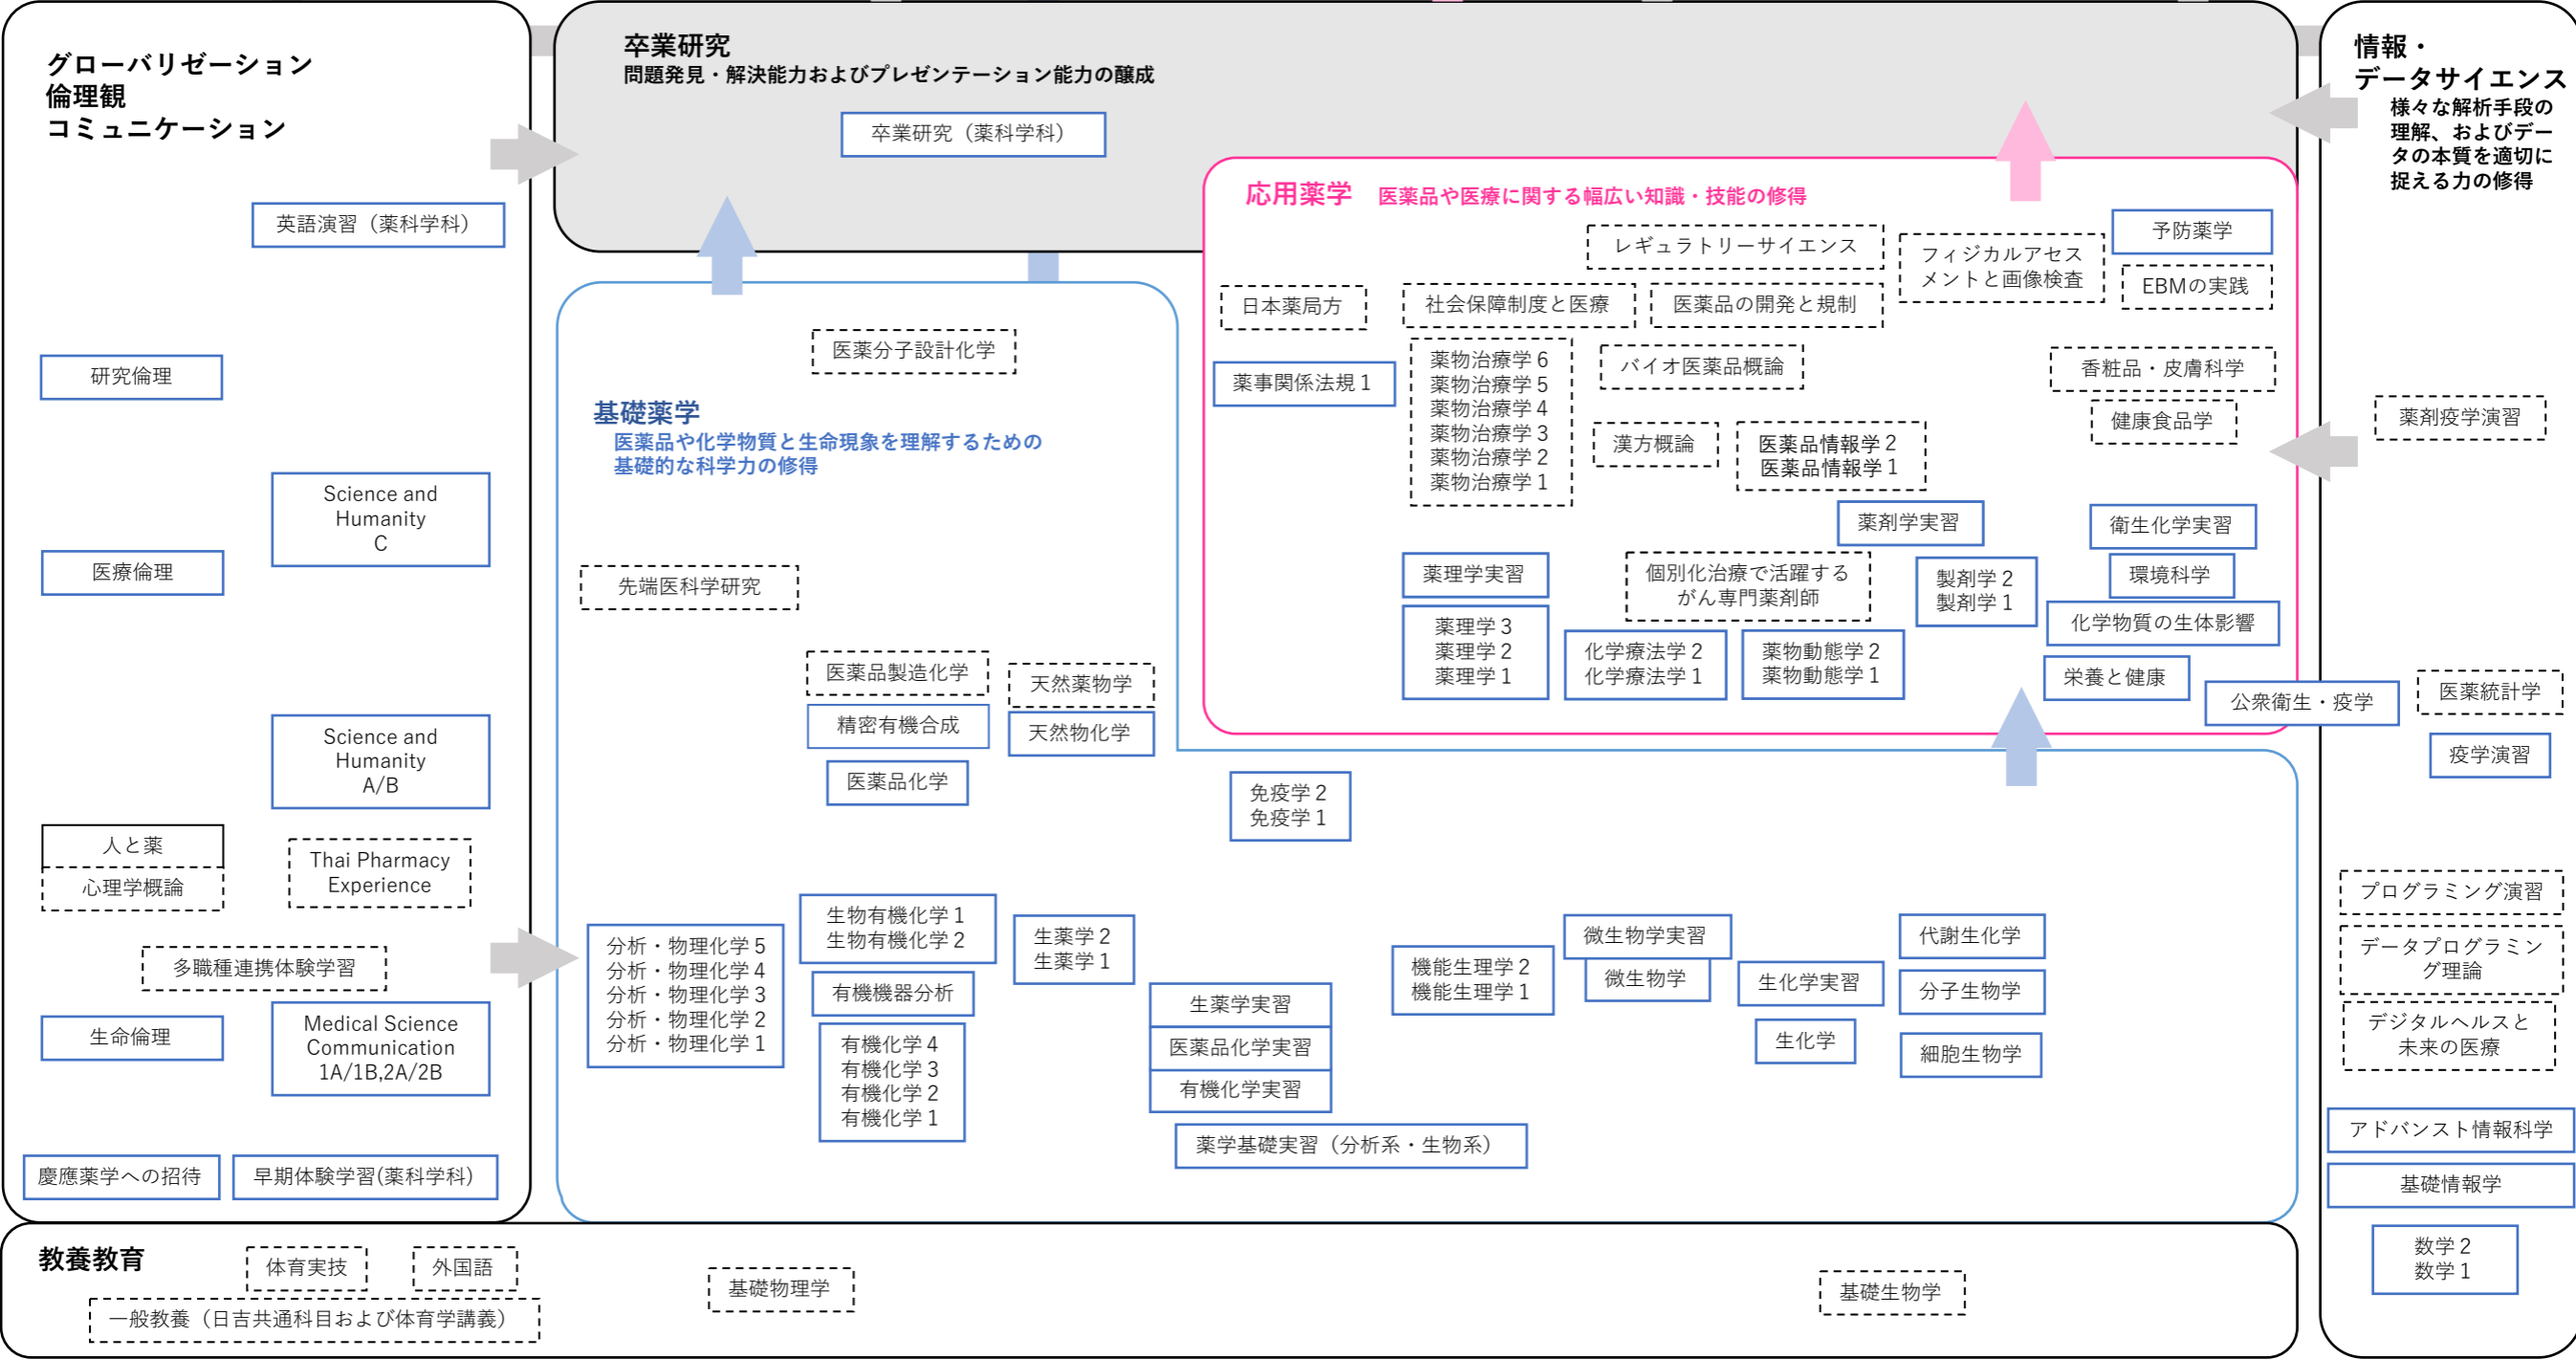 グローバリゼーション
倫理観
コミュニケーション
英語演習（薬科学科）
研究倫理
Science and
Humanity
C
医療倫理
Science and
Humanity
A/B
人と薬
心理学概論
Thai Pharmacy
Experience
多職種連携体験学習
生命倫理
Medical Science
Communication
1A/1B,2A/2B
慶應薬学への招待
早期体験学習(薬科学科)
卒業研究
問題発見・解決能力およびプレゼンテーション能力の醸成
卒業研究（薬科学科）
基礎薬学
医薬品や化学物質と生命現象を理解するための
基礎的な科学力の修得
医薬分子設計化学
先端医科学研究
医薬品製造化学
精密有機合成
医薬品化学
天然薬物学
天然物化学
免疫学２
免疫学１
分析・物理化学５
分析・物理化学４
分析・物理化学３
分析・物理化学２
分析・物理化学１
生物有機化学１
生物有機化学２
有機機器分析
有機化学４
有機化学３
有機化学２
有機化学１
生薬学２
生薬学１
生薬学実習
医薬品化学実習
有機化学実習
薬学基礎実習（分析系・生物系）
機能生理学２
機能生理学１
微生物学実習
微生物学
生化学実習
生化学
代謝生化学
分子生物学
細胞生物学
応用薬学
医薬品や医療に関する幅広い知識・技能の修得
レギュラトリーサイエンス
フィジカルアセス
メントと画像検査
予防薬学
EBMの実践
日本薬局方
社会保障制度と医療
医薬品の開発と規制
薬事関係法規１
薬物治療学６
薬物治療学５
薬物治療学４
薬物治療学３
薬物治療学２
薬物治療学１
バイオ医薬品概論
香粧品・皮膚科学
健康食品学
漢方概論
医薬品情報学２
医薬品情報学１
薬剤学実習
衛生化学実習
薬理学実習
個別化治療で活躍する
がん専門薬剤師
製剤学２
製剤学１
環境科学
化学物質の生体影響
薬理学３
薬理学２
薬理学１
化学療法学２
化学療法学１
薬物動態学２
薬物動態学１
栄養と健康
公衆衛生・疫学
情報・
データサイエンス
様々な解析手段の
理解、およびデー
タの本質を適切に
捉える力の修得
薬剤疫学演習
医薬統計学
疫学演習
プログラミング演習
データプログラミン
グ理論
デジタルヘルスと
未来の医療
アドバンスト情報科学
基礎情報学
数学２
数学１
教養教育
体育実技
外国語
一般教養（日吉共通科目および体育学講義）
基礎物理学
基礎生物学